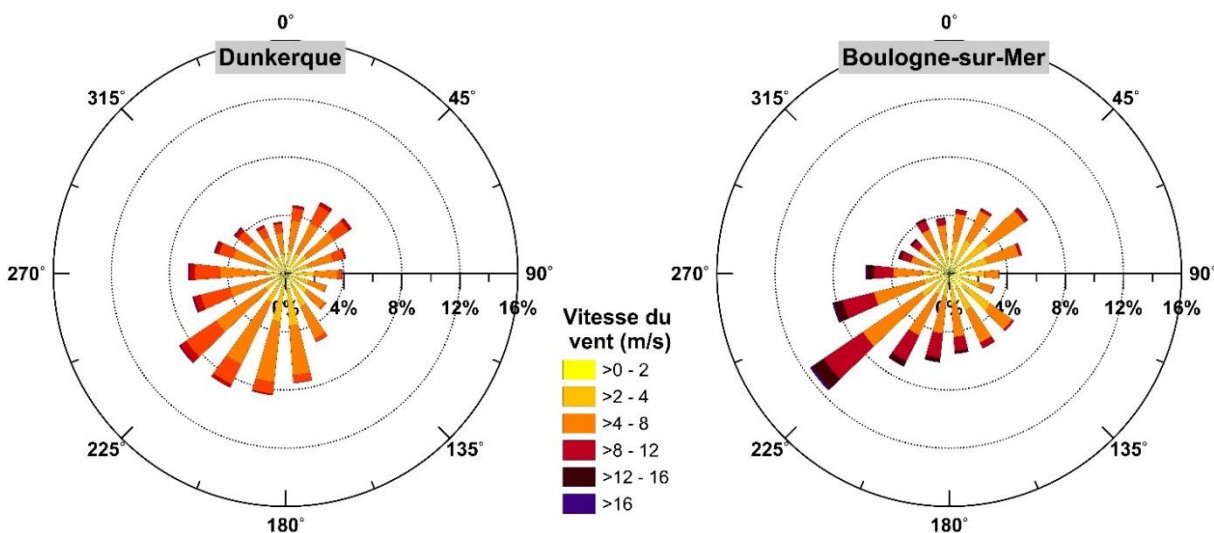 0°
Dunkerque
315°
45°
270°
90°
0% 4% 8% 12% 16%
225°
135°
180°
Vitesse du
vent (m/s)
>0 - 2
>2 - 4
>4 - 8
>8 - 12
>12 - 16
>16
0°
Boulogne-sur-Mer
315°
45°
270°
90°
0% 4% 8% 12% 16%
225°
135°
180°